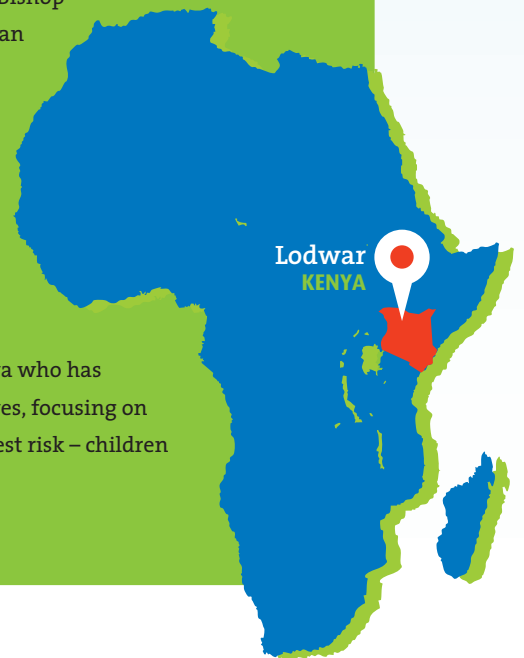 Bishop
an
Lodwar
KENYA
a who has
es, focusing on
est risk – children